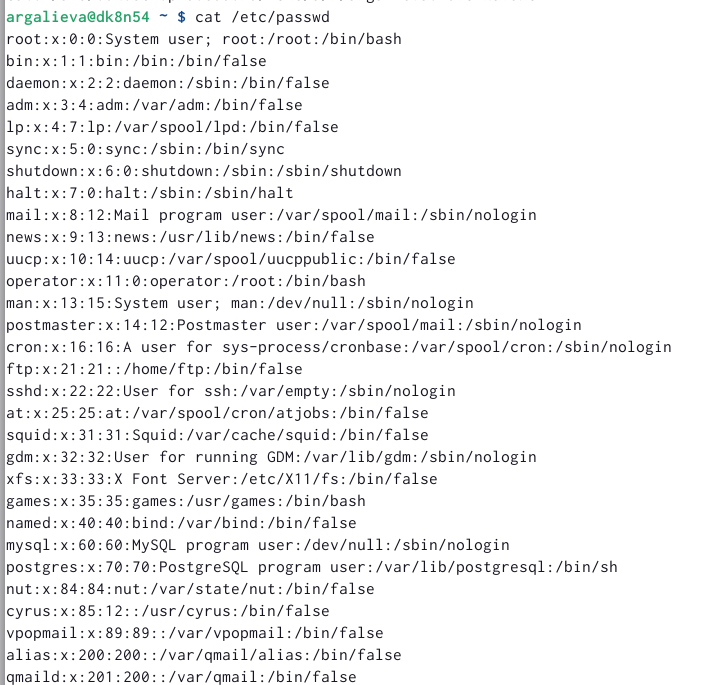 argalieva@dk8n54 ~ $ cat /etc/passwd
root:x:0:0:System user; root:/root:/bin/bash
bin:x:1:1:bin:/bin:/bin/false
daemon:x:2:2:daemon:/sbin:/bin/false
adm:x:3:4:adm:/var/adm:/bin/false
lp:x:4:7:lp:/var/spool/lpd:/bin/false
sync:x:5:0:sync:/sbin:/bin/sync
shutdown:x:6:0:shutdown:/sbin:/sbin/shutdown
halt:x:7:0:halt:/sbin:/sbin/halt
mail:x:8:12:Mail program user:/var/spool/mail:/sbin/nologin
news:x:9:13:news:/usr/lib/news:/bin/false
uucp:x:10:14:uucp:/var/spool/uucppublic:/bin/false
operator:x:11:0:operator:/root:/bin/bash
man:x:13:15:System user; man:/dev/null:/sbin/nologin
postmaster:x:14:12:Postmaster user:/var/spool/mail:/sbin/nologin
cron:x:16:16:A user for sys-process/cronbase:/var/spool/cron:/sbin/nologin
ftp:x:21:21::/home/ftp:/bin/false
sshd:x:22:22:User for ssh:/var/empty:/sbin/nologin
at:x:25:25:at:/var/spool/cron/atjobs:/bin/false
squid:x:31:31:Squid:/var/cache/squid:/bin/false
gdm:x:32:32:User for running GDM:/var/lib/gdm:/sbin/nologin
xfs:x:33:33:X Font Server:/etc/X11/fs:/bin/false
games:x:35:35:games:/usr/games:/bin/bash
named:x:40:40:bind:/var/bind:/bin/false
mysql:x:60:60:MySQL program user:/dev/null:/sbin/nologin
postgres:x:70:70:PostgreSQL program user:/var/lib/postgresql:/bin/sh
nut:x:84:84:nut:/var/state/nut:/bin/false
cyrus:x:85:12::/usr/cyrus:/bin/false
vpopmail:x:89:89::/var/vpopmail:/bin/false
alias:x:200:200::/var/qmail/alias:/bin/false
qmaild:x:201:200::/var/qmail:/bin/false